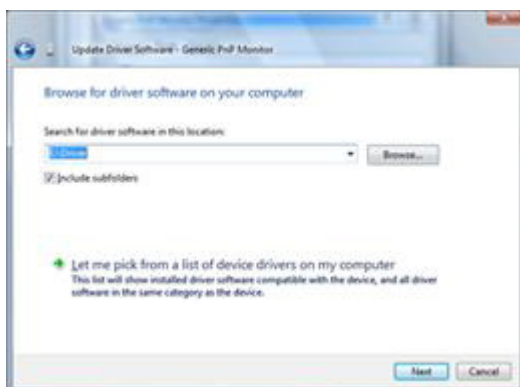 Update Driver Software - Generic PnP Monitor
Browse for driver software on your computer
Search for driver software in this location:
Browse...
Include subfolders
Let me pick from a list of device drivers on my computer
This list will show installed driver software compatible with the device, and all driver
software in the same category as the device.
Next
Cancel